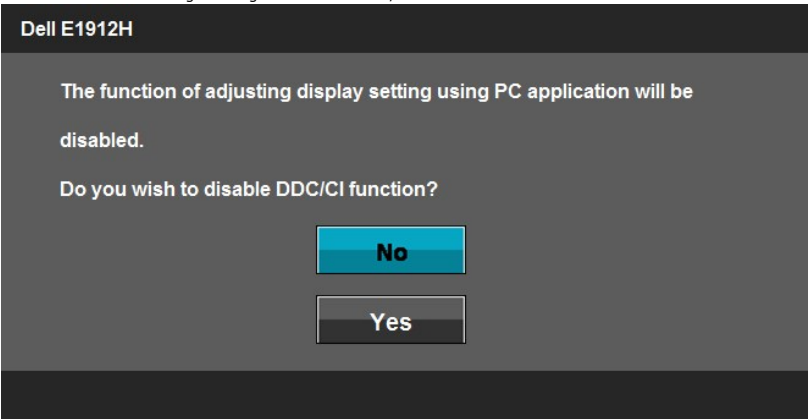 Dell E1912H
The function of adjusting display setting using PC application will be
disabled.
Do you wish to disable DDC/CI function?
No
Yes